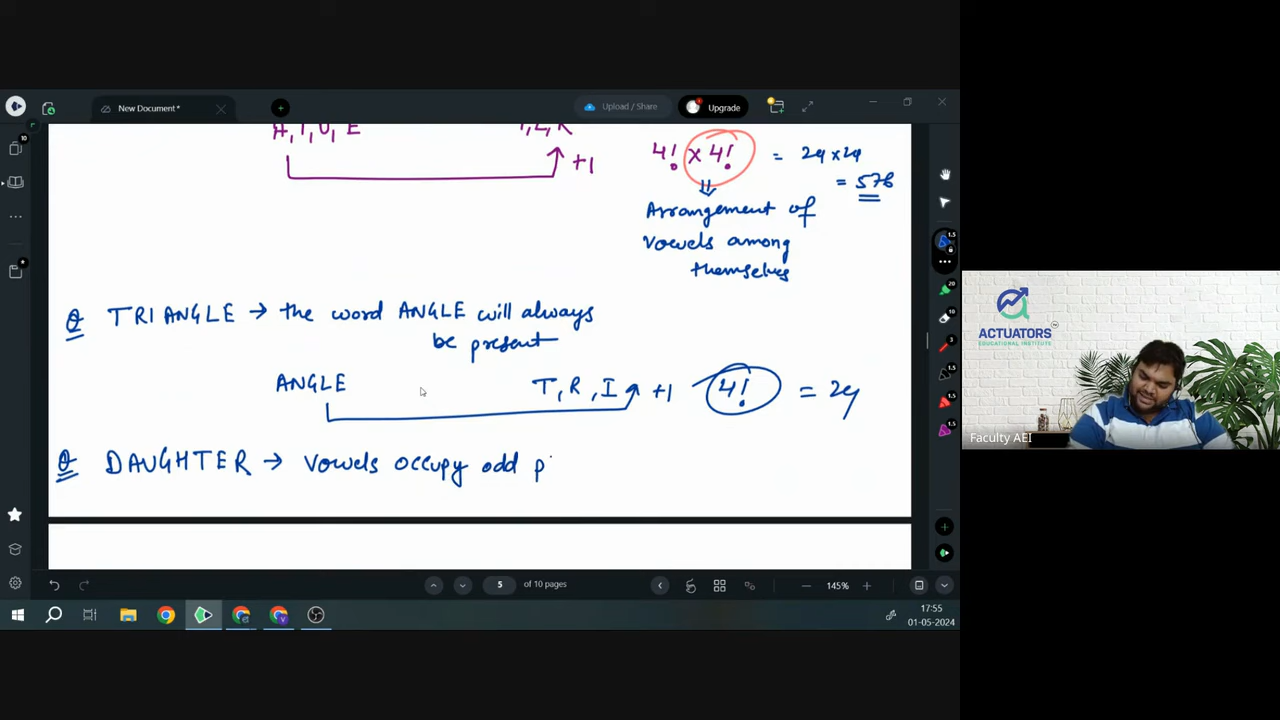 New Document*
Upload / Share
Upgrade
A, I, U, E
+1
4! x 4! = 24 x 24
= 576
Arrangement of
vowels among
themselves
Q TRIANGLE → the word ANGLE will always
be present
ANGLE T, R, I +1 4! = 24
Q DAUGHTER → Vowels occupy odd p
ACTUATORS
EDUCATIONAL INSTITUTE
Faculty AEI
5 of 10 pages
145%
17:55
01-05-2024